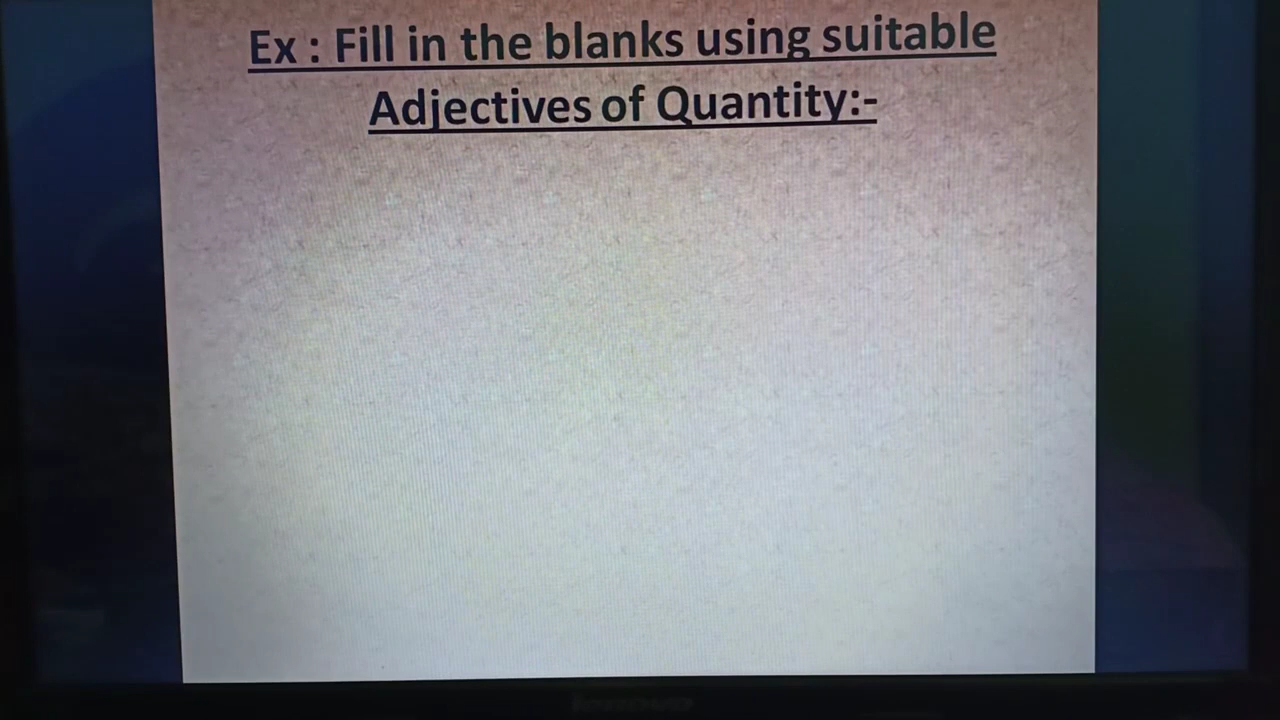 Ex : Fill in the blanks using suitable
Adjectives of Quantity:-